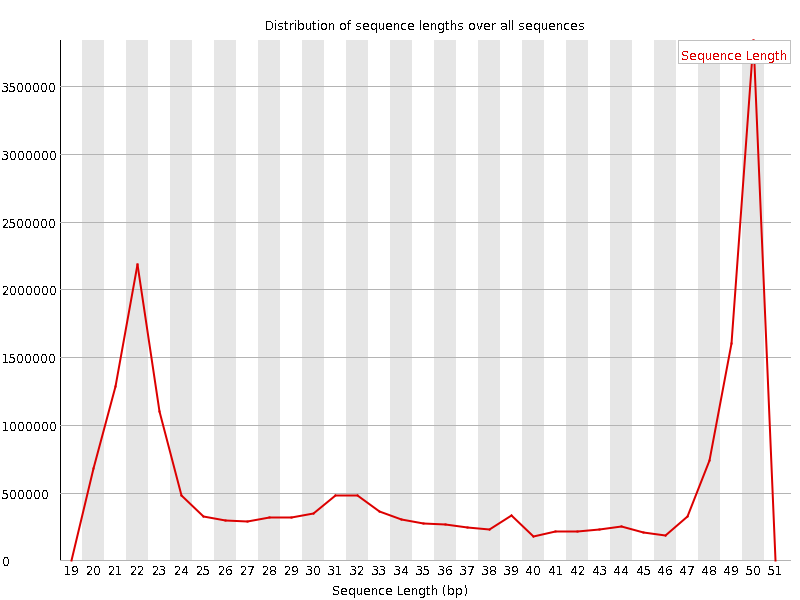 Distribution of sequence lengths over all sequences
Sequence Length
3500000
3000000
2500000
2000000
1500000
1000000
500000
0
19 20 21 22 23 24 25 26 27 28 29 30 31 32 33 34 35 36 37 38 39 40 41 42 43 44 45 46 47 48 49 50 51
Sequence Length (bp)